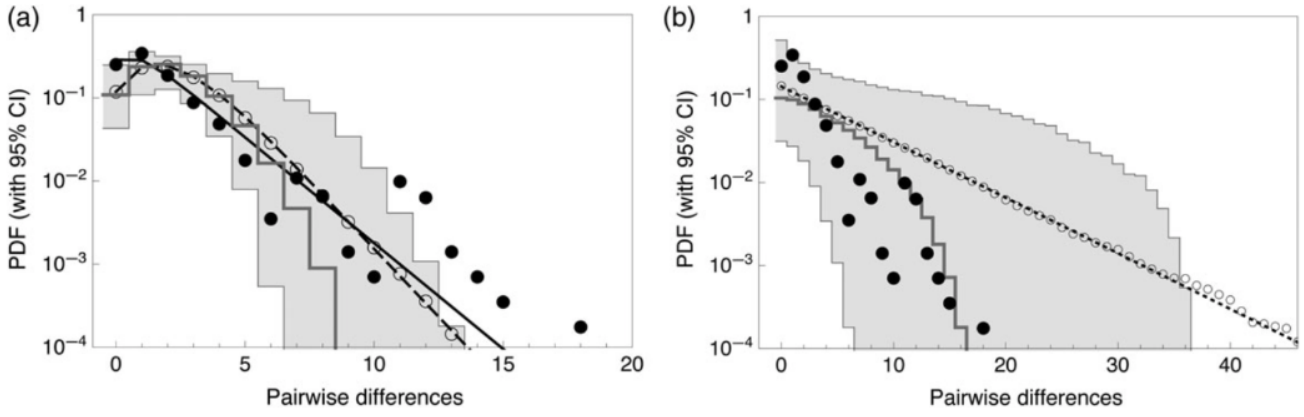 (a)
PDF (with 95% CI)
1
10⁻¹
10⁻²
10⁻³
10⁻⁴
0 5 10 15 20
Pairwise differences
(b)
PDF (with 95% CI)
1
10⁻¹
10⁻²
10⁻³
10⁻⁴
0 10 20 30 40
Pairwise differences